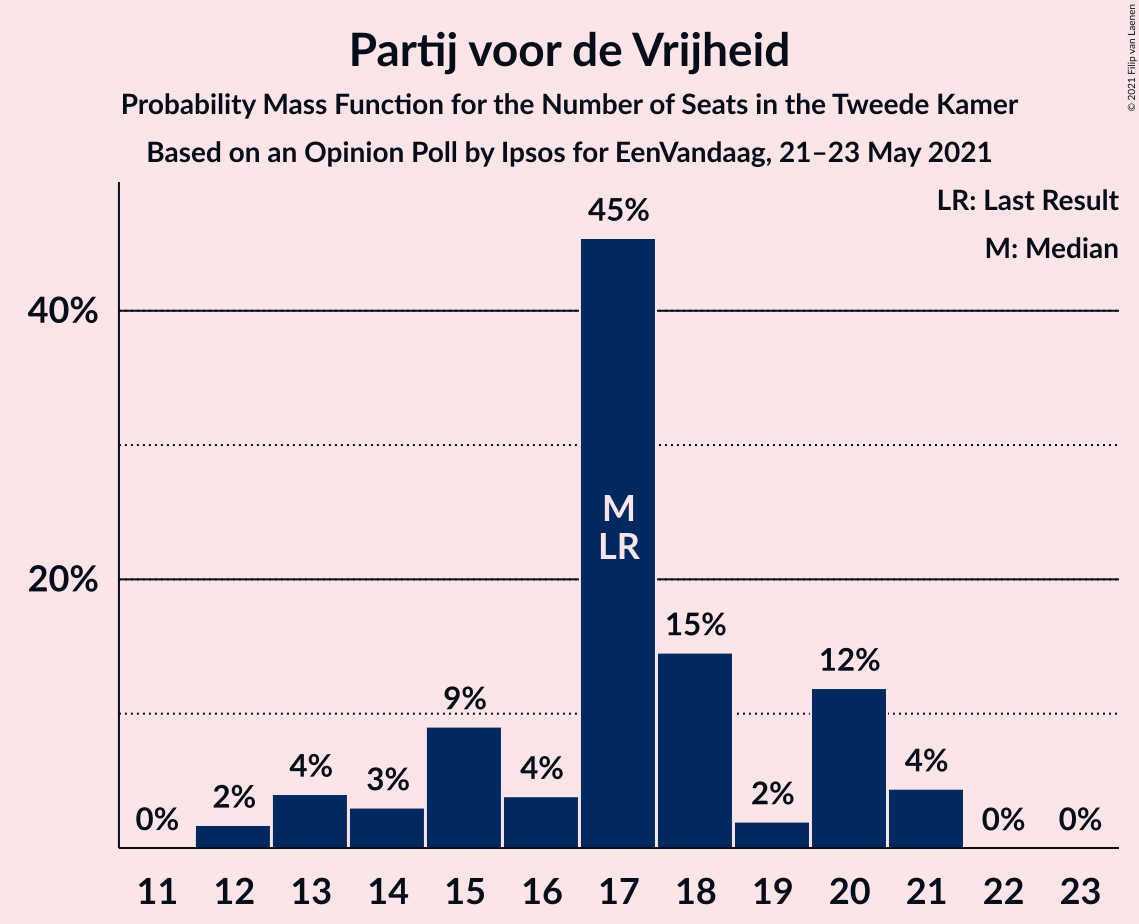 Partij voor de Vrijheid
Probability Mass Function for the Number of Seats in the Tweede Kamer
Based on an Opinion Poll by Ipsos for EenVandaag, 21–23 May 2021
© 2021 Filip van Laenen
LR: Last Result
M: Median
40%
20%
0%
2%
4%
3%
9%
4%
45%
15%
2%
12%
4%
0%
0%
M
LR
11 12 13 14 15 16 17 18 19 20 21 22 23